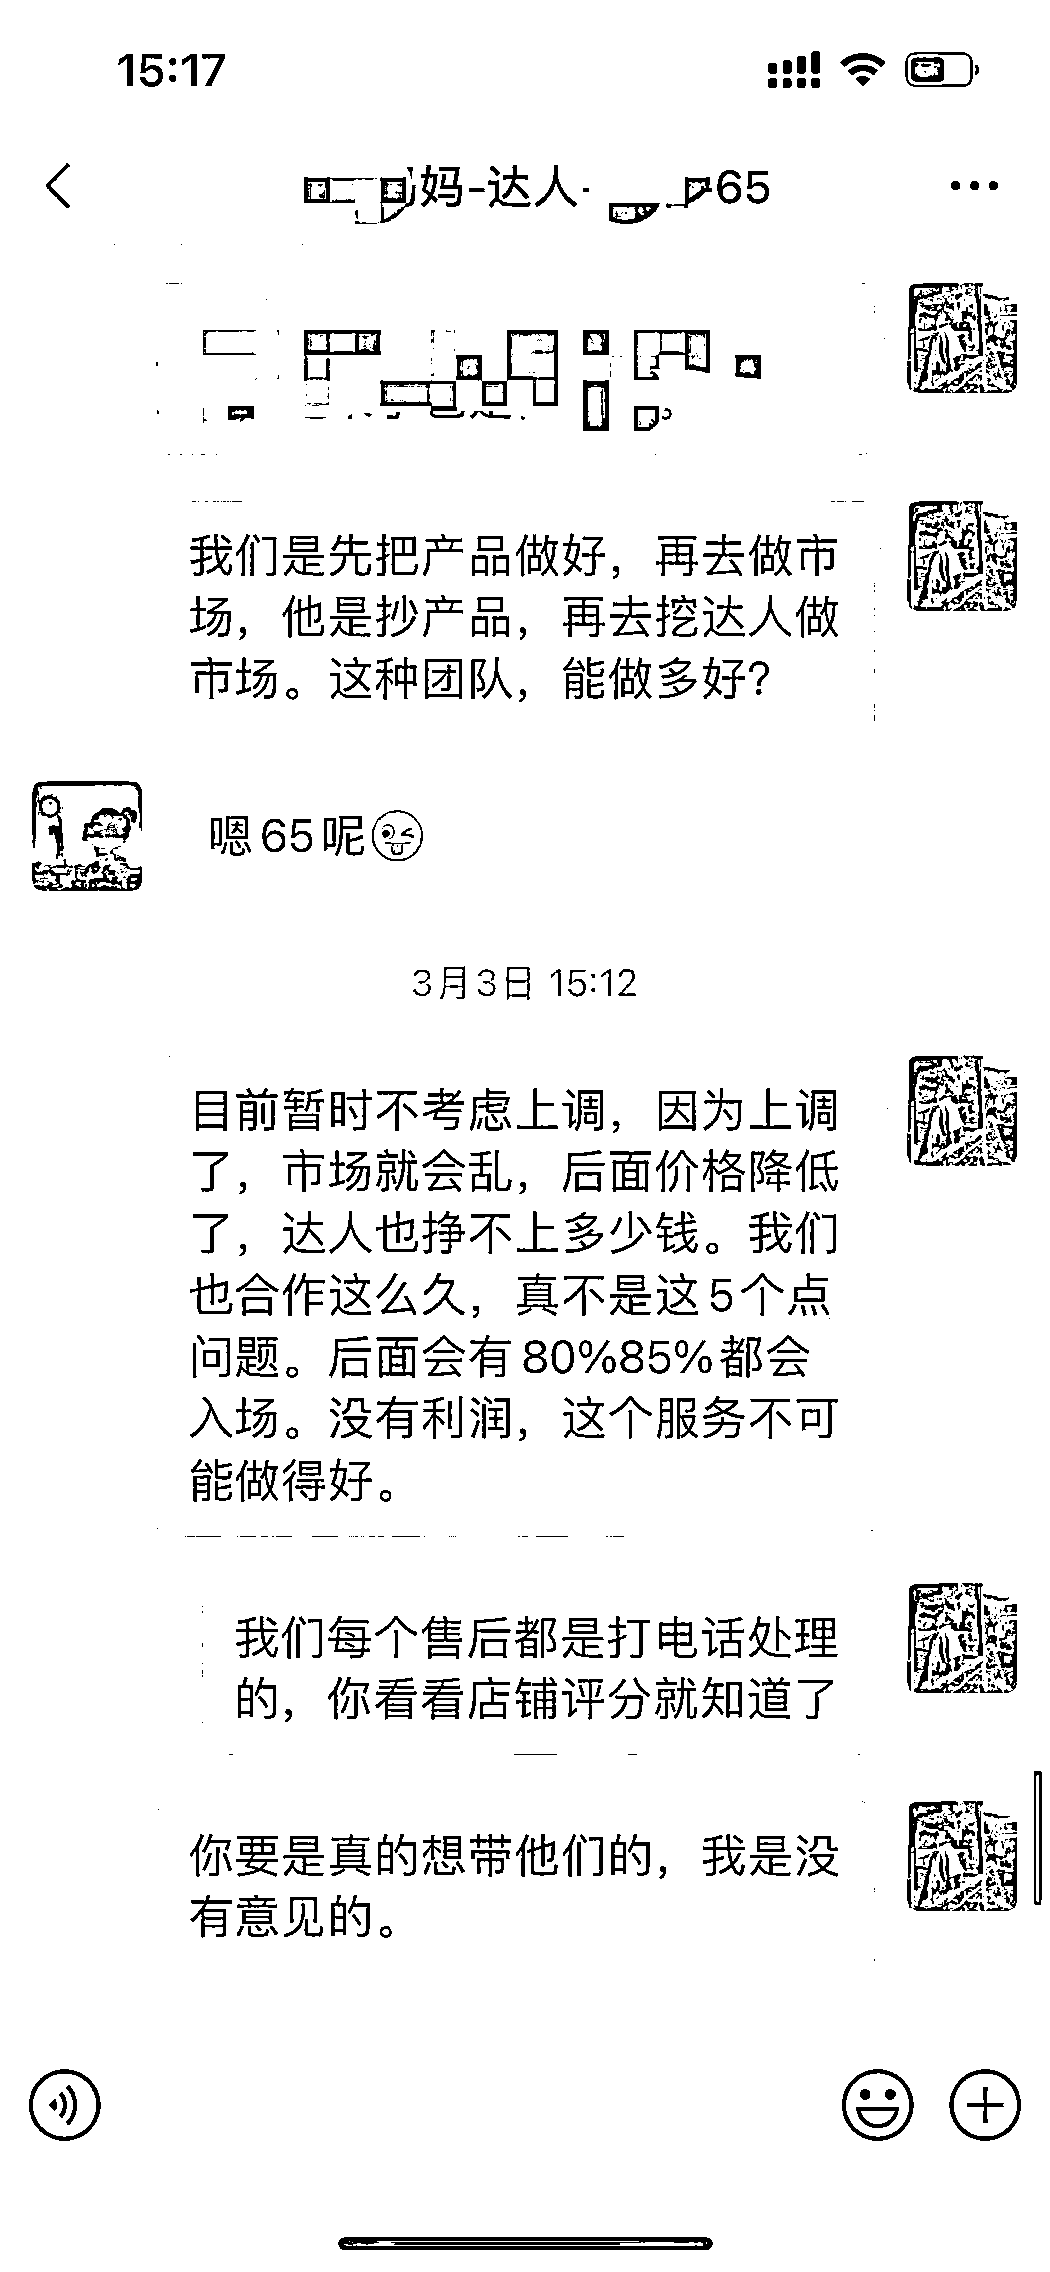 15:17
妈-达人·
65
我们是先把产品做好，再去做市
场，他是抄产品，再去挖达人做
市场。这种团队，能做多好?
嗯65呢😜
3月3日 15:12
目前暂时不考虑上调，因为上调
了，市场就会乱，后面价格降低
了，达人也挣不上多少钱。我们
也合作这么久，真不是这5个点
问题。后面会有80%85%都会
入场。没有利润，这个服务不可
能做得好。
我们每个售后都是打电话处理
的，你看看店铺评分就知道了
你要是真的想带他们的，我是没
有意见的。